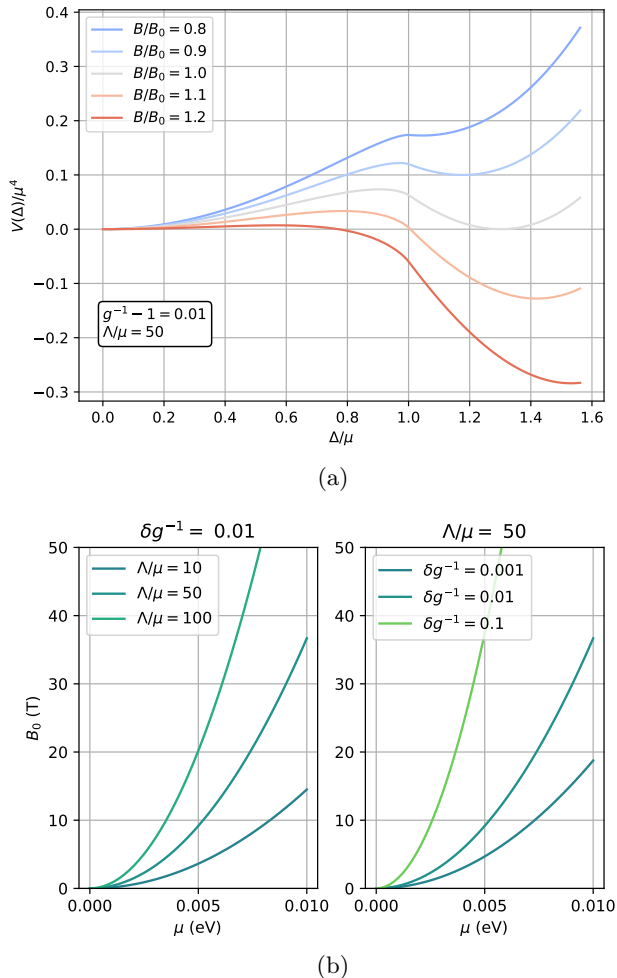 0.4
0.3
0.2
0.1
0.0
−0.1
−0.2
−0.3
V(Δ)/μ⁴
B/B₀ = 0.8
B/B₀ = 0.9
B/B₀ = 1.0
B/B₀ = 1.1
B/B₀ = 1.2
g⁻¹ − 1 = 0.01
Λ/μ = 50
0.0 0.2 0.4 0.6 0.8 1.0 1.2 1.4 1.6
Δ/μ
(a)
δg⁻¹ = 0.01
50
40
30
20
10
0
B₀ (T)
Λ/μ = 10
Λ/μ = 50
Λ/μ = 100
0.000 0.005 0.010
μ (eV)
Λ/μ = 50
50
40
30
20
10
0
δg⁻¹ = 0.001
δg⁻¹ = 0.01
δg⁻¹ = 0.1
0.000 0.005 0.010
μ (eV)
(b)